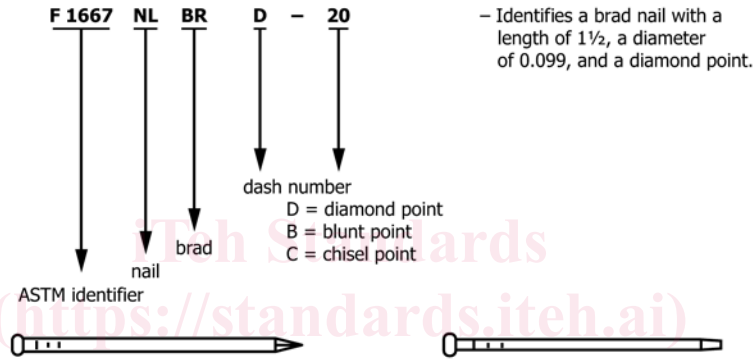 F 1667 NL BR D – 20
– Identifies a brad nail with a
length of 1½, a diameter
of 0.099, and a diamond point.
dash number
D = diamond point
B = blunt point
C = chisel point
brad
nail
ASTM identifier
iTeh Standards
(https://standards.iteh.ai)